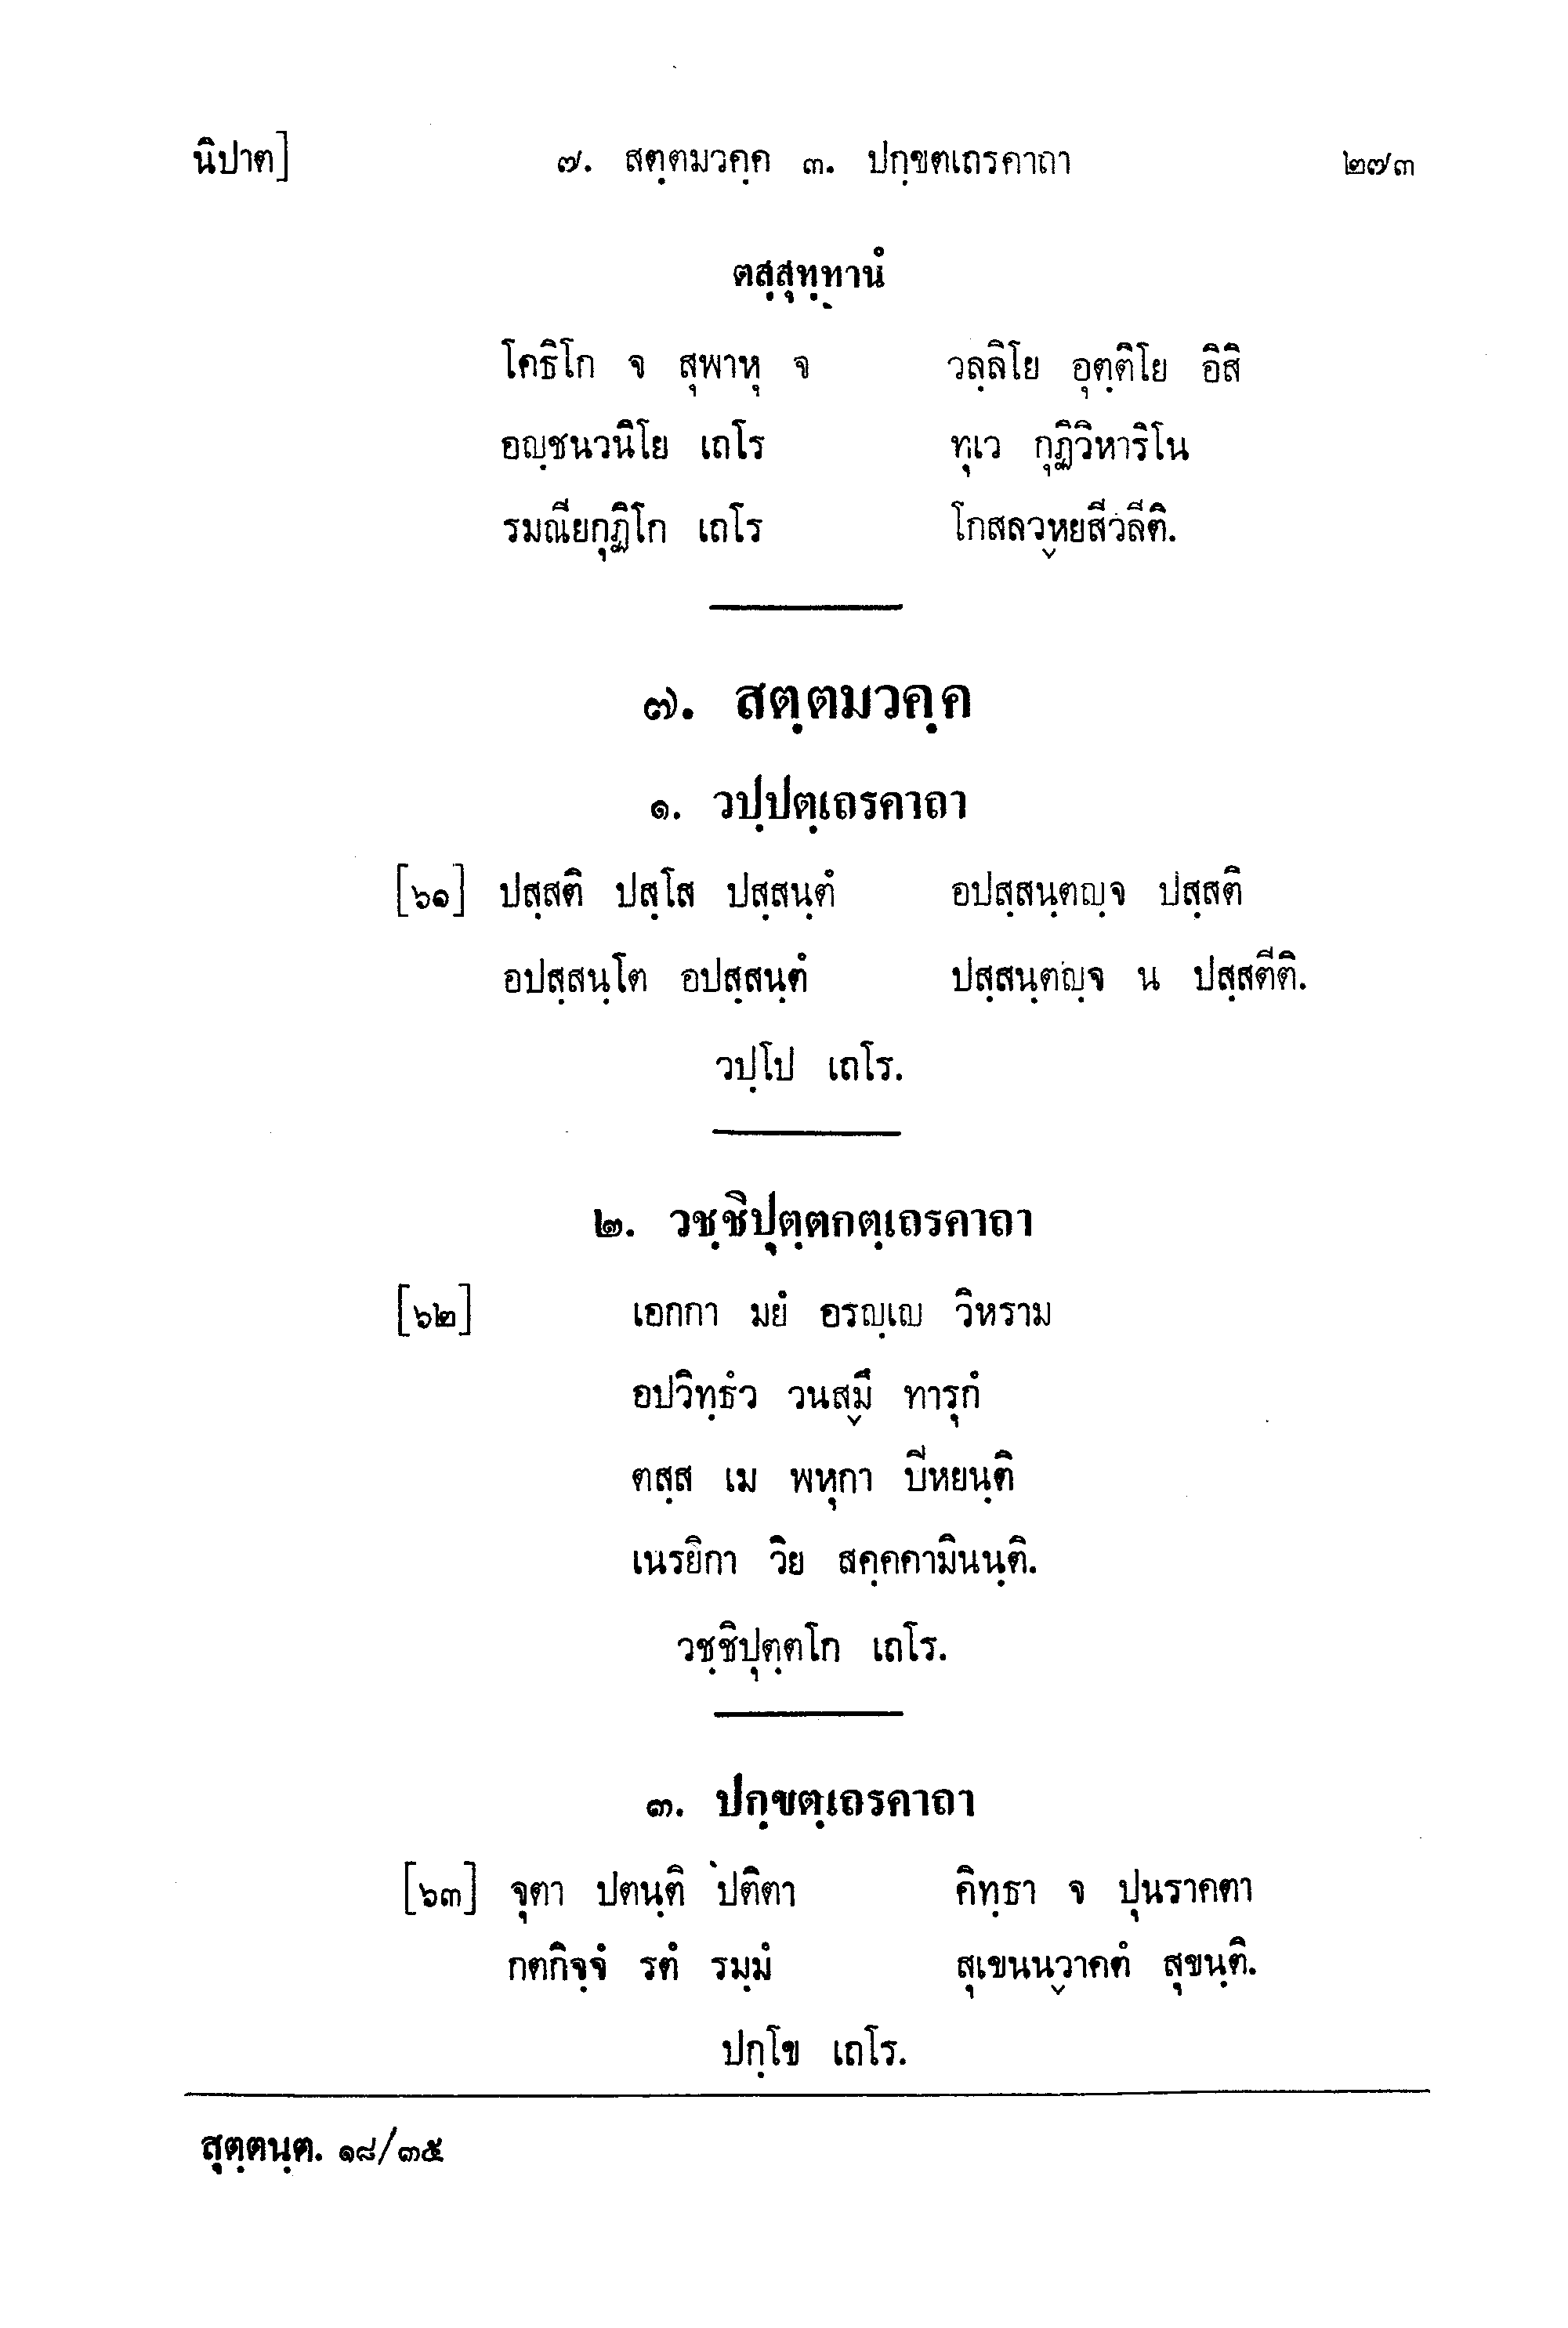 นิปาต] ๗. สตฺตมวคฺค ๓. ปกฺขตเถรคาถา ๒๗๓
ตสฺสุทฺทานํ
โคธิโก จ สุพาหุ จ วลฺลิโย อุตฺติโย อิสิ
อญฺชนวนิโย เถโร ทุเว กุฏิวิหาริโน
รมณียกุฏิโก เถโร โกสลวฺหยสีวลีติ.
๗. สตฺตมวคฺค
๑. วปฺปตฺเถรคาถา
[๖๑] ปสฺสติ ปสฺโส ปสฺสนฺตํ อปสฺสนฺตญฺจ ปสฺสติ
อปสฺสนฺโต อปสฺสนฺตํ ปสฺสนฺตญฺจ น ปสฺสตีติ.
วปฺโป เถโร.
๒. วชฺชิปุตฺตกตฺเถรคาถา
[๖๒] เอกกา มยํ อรญฺเญ วิหราม
อปวิทฺธํว วนสฺมึ ทารุกํ
ตสฺส เม พหุกา ปีหยนฺติ
เนรยิกา วิย สคฺคคามินนฺติ.
วชฺชิปุตฺตโก เถโร.
๓. ปกฺขตฺเถรคาถา
[๖๓] จุตา ปตนฺติ ปติตา คิทฺธา จ ปุนราคตา
กตกิจฺจํ รตํ รมฺมํ สุเขนนฺวาคตํ สุขนฺติ.
ปกฺโข เถโร.
สุตฺตนฺต. ๑๘/๓๕